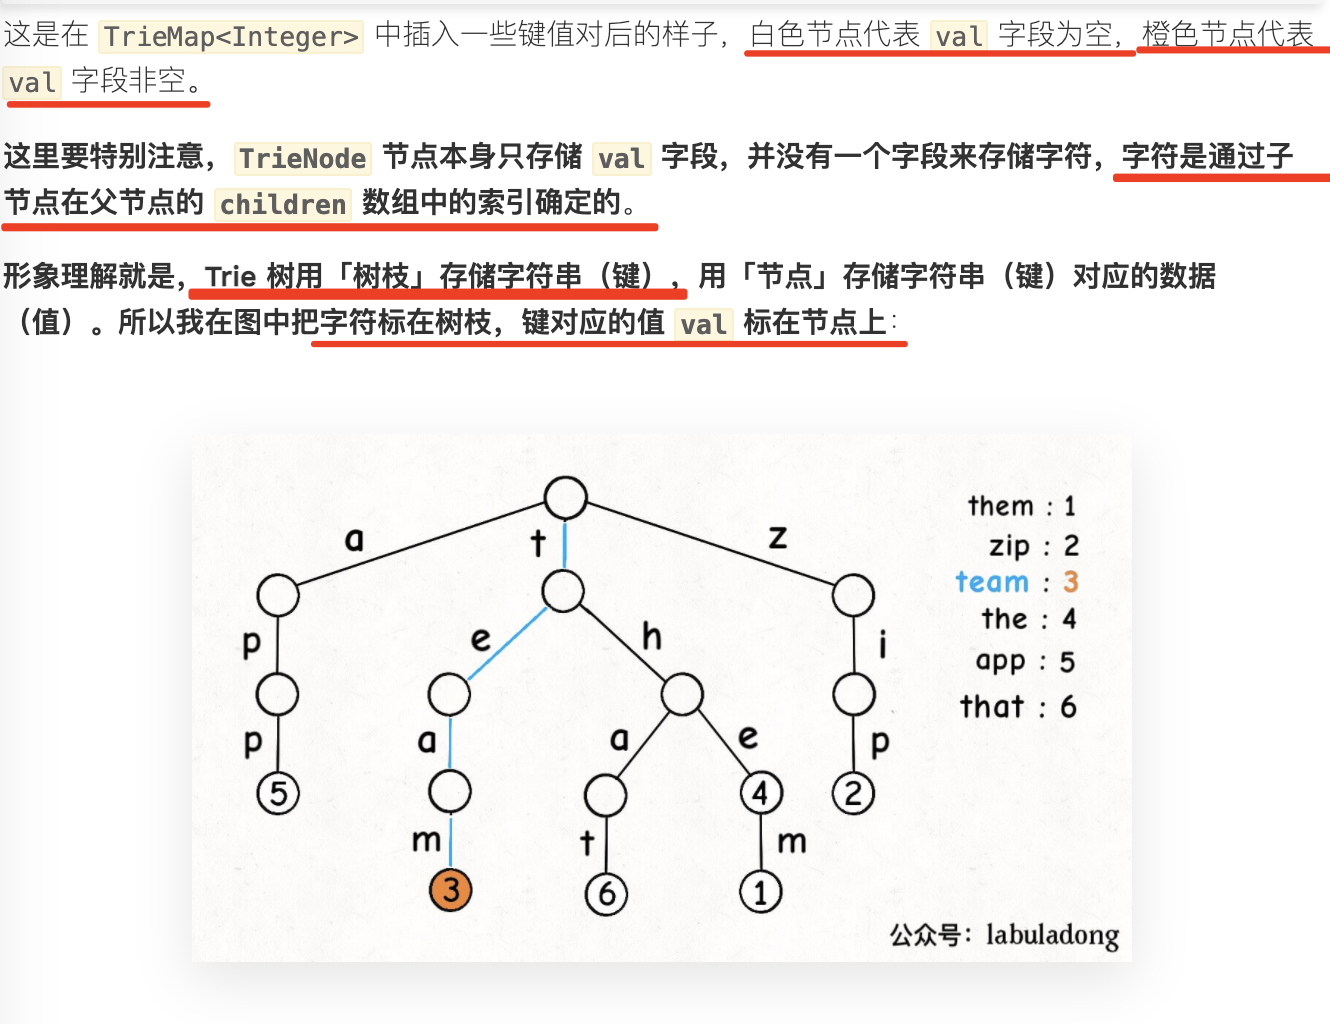 这是在 TrieMap<Integer> 中插入一些键值对后的样子，白色节点代表 val 字段为空，橙色节点代表
val 字段非空。
这里要特别注意，TrieNode 节点本身只存储 val 字段，并没有一个字段来存储字符，字符是通过子
节点在父节点的 children 数组中的索引确定的。
形象理解就是，Trie 树用「树枝」存储字符串（键），用「节点」存储字符串（键）对应的数据
（值）。所以我在图中把字符标在树枝，键对应的值 val 标在节点上：
a t z
p e h i
p a a e p
5 4 2
m t m
3 6 1
them : 1
zip : 2
team : 3
the : 4
app : 5
that : 6
公众号：labuladong